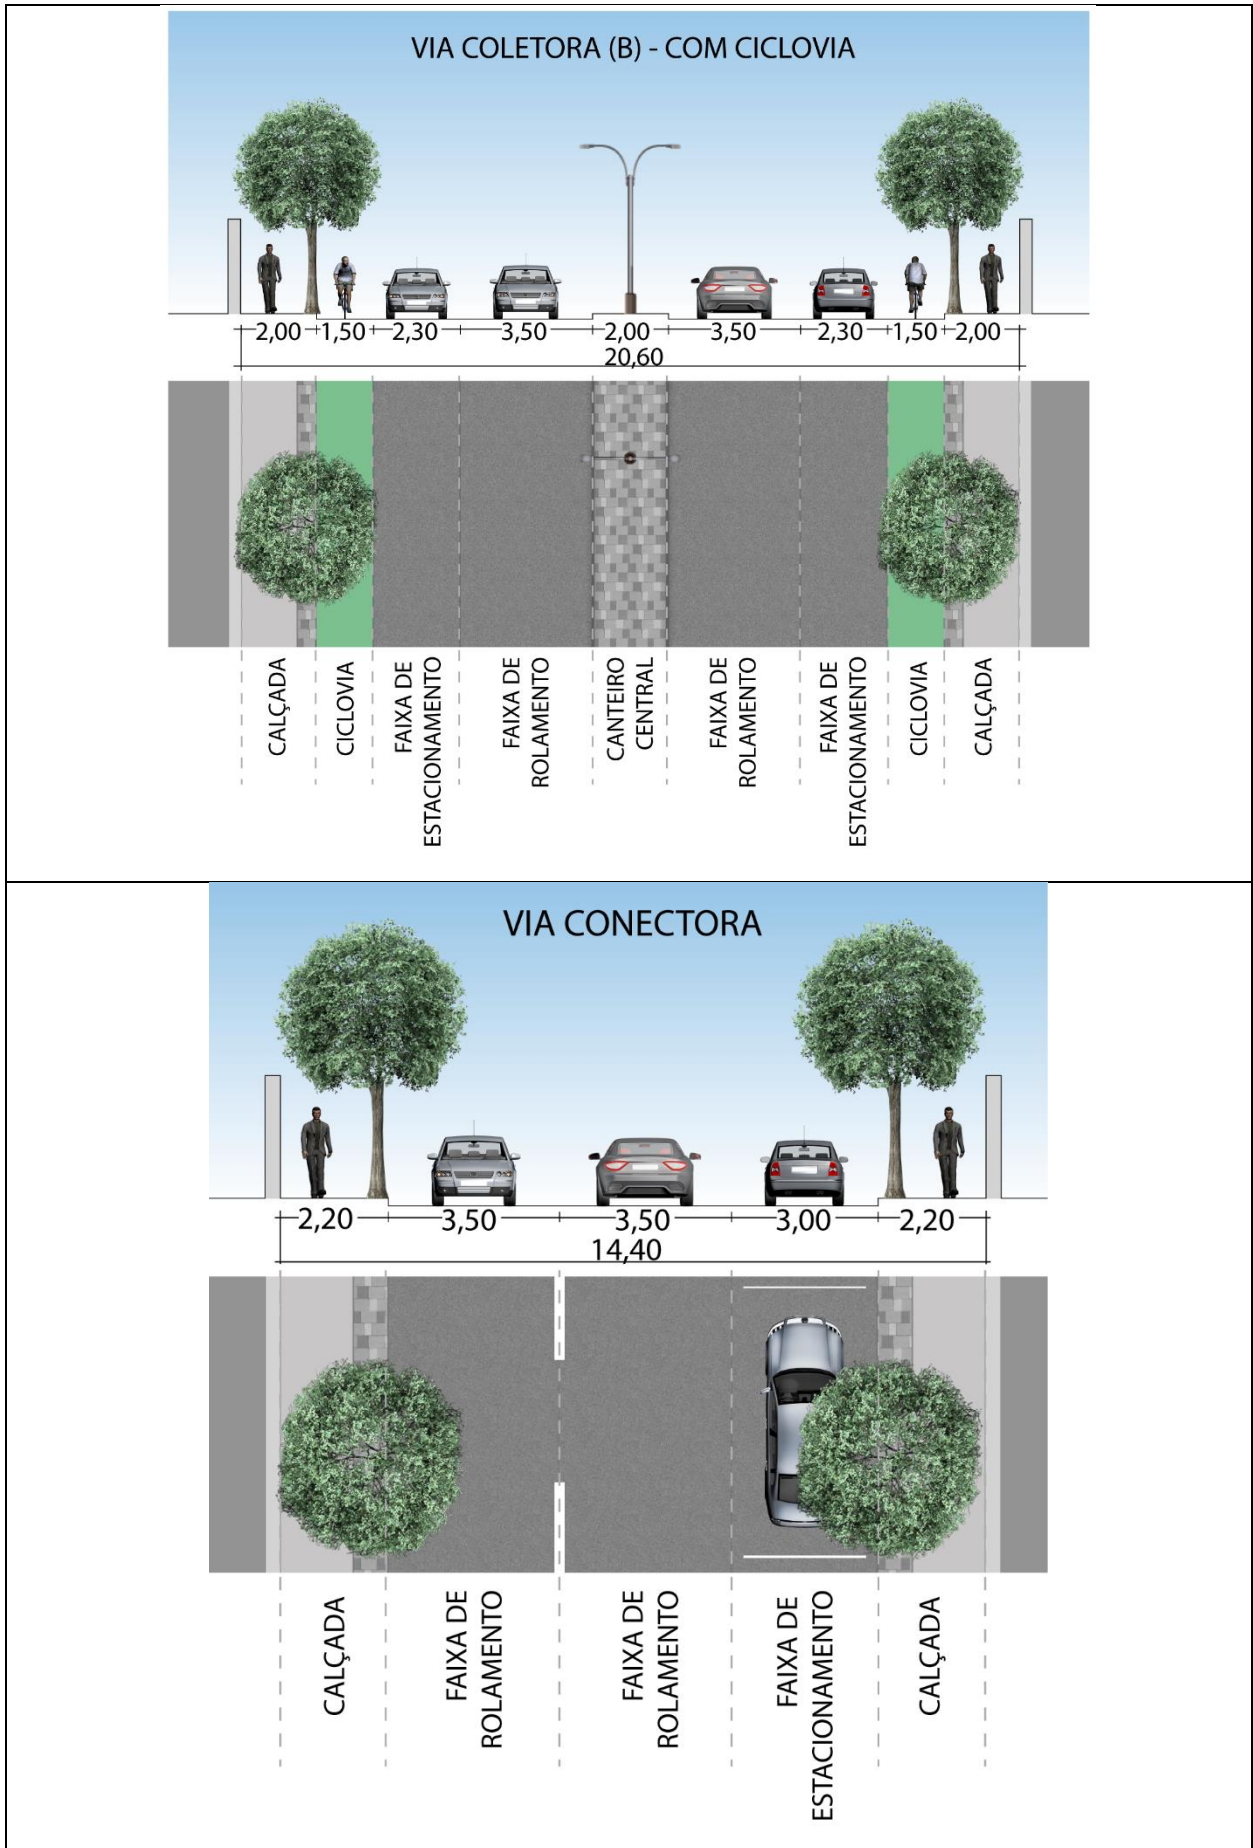 VIA COLETORA (B) - COM CICLOVIA
2,00 1,50 2,30 3,50 2,00 3,50 2,30 1,50 2,00
20,60
CALÇADA
CICLOVIA
FAIXA DE
ESTACIONAMENTO
FAIXA DE
ROLAMENTO
CANTEIRO
CENTRAL
FAIXA DE
ROLAMENTO
FAIXA DE
ESTACIONAMENTO
CICLOVIA
CALÇADA
VIA CONECTORA
2,20 3,50 3,50 3,00 2,20
14,40
CALÇADA
FAIXA DE
ROLAMENTO
FAIXA DE
ROLAMENTO
FAIXA DE
ESTACIONAMENTO
CALÇADA